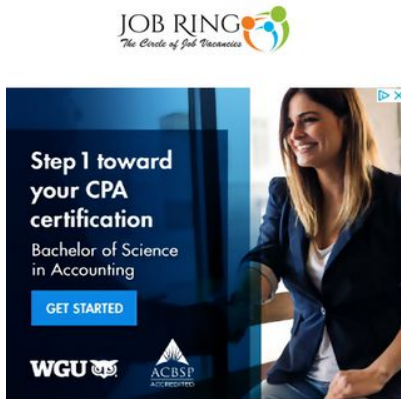 JOB RING
The Circle of Job Vacancies
Step 1 toward
your CPA
certification
Bachelor of Science
in Accounting
GET STARTED
WGU
ACBSP
ACCREDITED